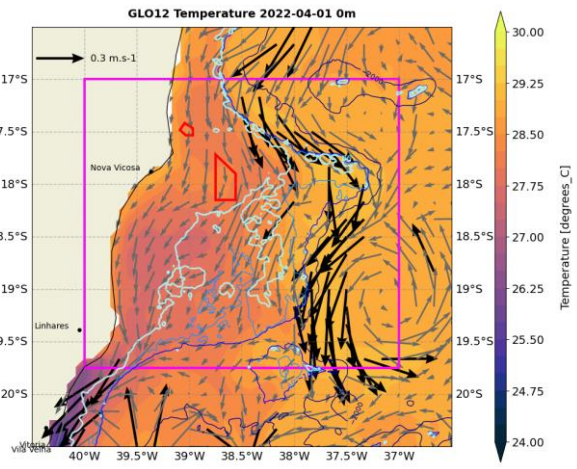 GLO12 Temperature 2022-04-01 0m
0.3 m.s-1
17°S
17.5°S
Nova Vicosa
18°S
18.5°S
19°S
Linhares
19.5°S
20°S
Vitoria
Vila Velha
40°W
39.5°W
39°W
38.5°W
38°W
37.5°W
37°W
17°S
7.5°S
18°S
8.5°S
19°S
9.5°S
20°S
30.00
29.25
28.50
27.75
27.00
26.25
25.50
24.75
24.00
Temperature [degrees_C]